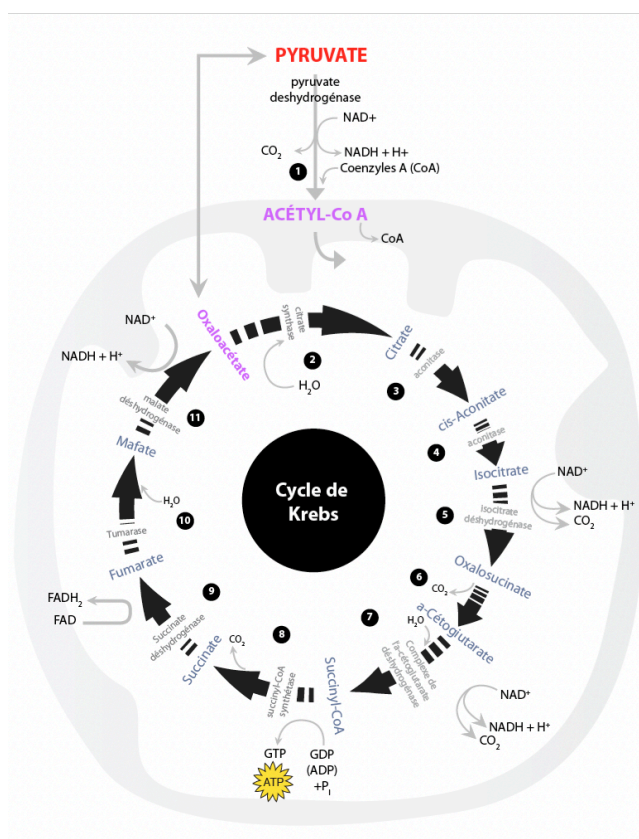 PYRUVATE
pyruvate
deshydrogénase
NAD+
CO₂
NADH + H+
Coenzyles A (CoA)
1
ACÉTYL-Co A
CoA
Oxaloacétate
citrate
synthase
2
H₂O
Citrate
aconitase
3
cis-Aconitate
aconitase
4
Isocitrate
NAD⁺
NADH + H⁺
CO₂
Isocitrate
déshydrogénase
5
Oxalosucinate
6
CO₂
a-Cétoglutarate
H₂O
7
Complexe de
l'a-cétoglutarate
déshydrogénase
NAD⁺
NADH + H⁺
CO₂
Succinyl-CoA
8
succinyl-CoA
synthétase
CO₂
GTP
ATP
GDP
(ADP)
+Pᵢ
Succinate
9
Succinate
déshydrogénase
FADH₂
FAD
Fumarate
Tumarase
10
H₂O
Mafate
malate
déshydrogénase
11
NAD⁺
NADH + H⁺
Cycle de
Krebs